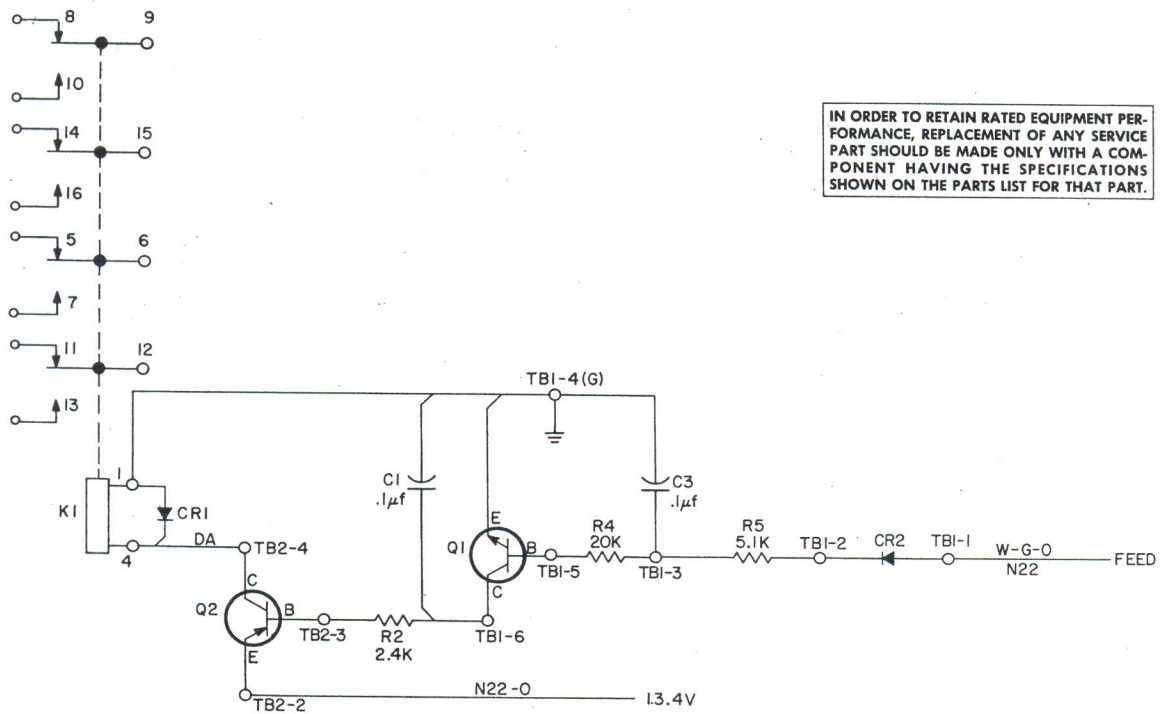 8 9
10
14 15
16
5 6
7
11 12
13
IN ORDER TO RETAIN RATED EQUIPMENT PER-
FORMANCE, REPLACEMENT OF ANY SERVICE
PART SHOULD BE MADE ONLY WITH A COM-
PONENT HAVING THE SPECIFICATIONS
SHOWN ON THE PARTS LIST FOR THAT PART.
TB1-4(G)
1
K1
CR1
4
DA
TB2-4
C1
.1µf
C3
.1µf
E
Q1
B
C
TB1-5
R4
20K
TB1-3
R5
5.1K
TB1-2
CR2
TB1-1
W-G-O
N22
FEED
C
Q2
B
E
TB2-3
R2
2.4K
TB1-6
TB2-2
N22-O
13.4V